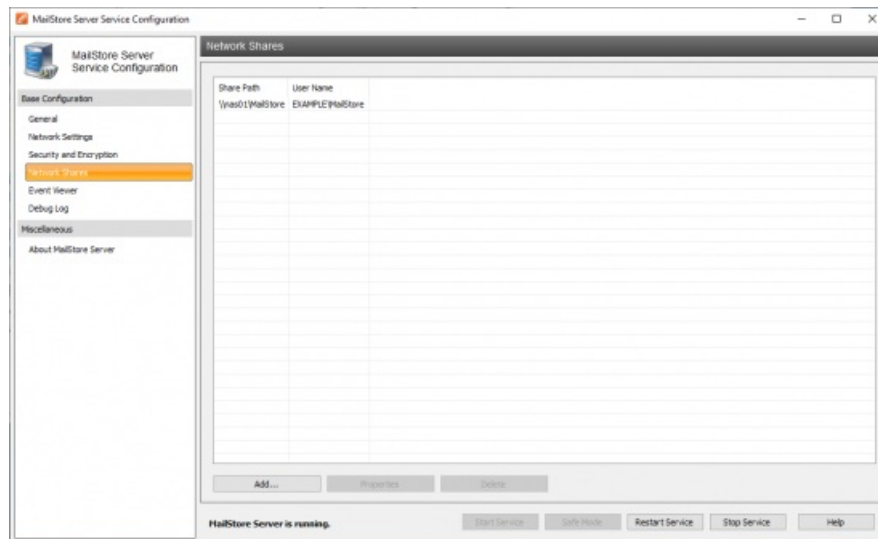 MailStore Server Service Configuration
MailStore Server
Service Configuration
Base Configuration
General
Network Settings
Security and Encryption
Network Shares
Event Viewer
Debug Log
Miscellaneous
About MailStore Server
Network Shares
Share Path User Name
\\nas01\MailStore EXAMPLE\MailStore
Add... Properties Delete
MailStore Server is running. Start Service Safe Mode Restart Service Stop Service Help